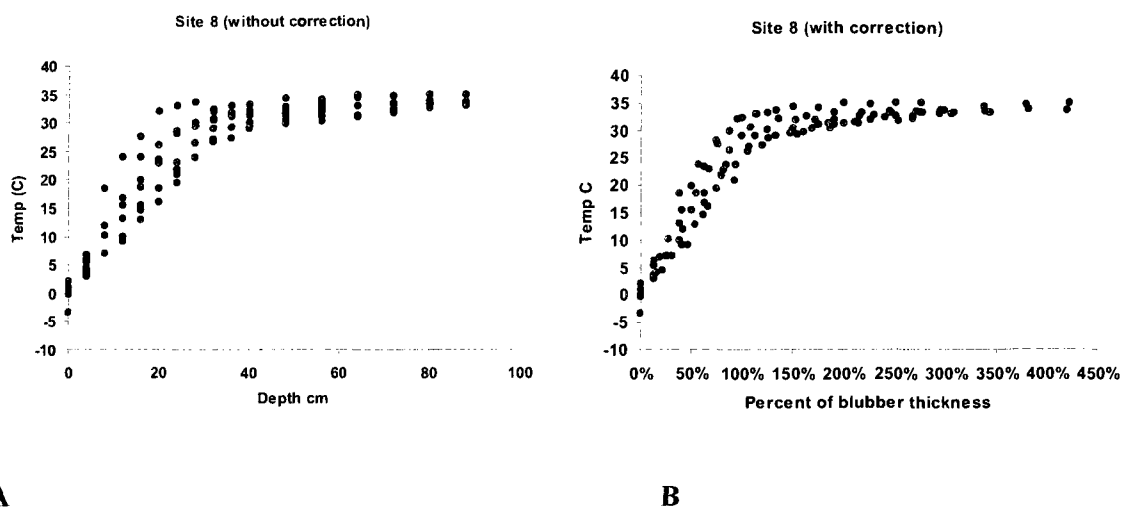 Site 8 (without correction)
40
35
30
25
20
15
10
5
0
-5
-10
Temp (C)
0 20 40 60 80 100
Depth cm
A
Site 8 (with correction)
40
35
30
25
20
15
10
5
0
-5
-10
Temp C
0% 50% 100% 150% 200% 250% 300% 350% 400% 450%
Percent of blubber thickness
B